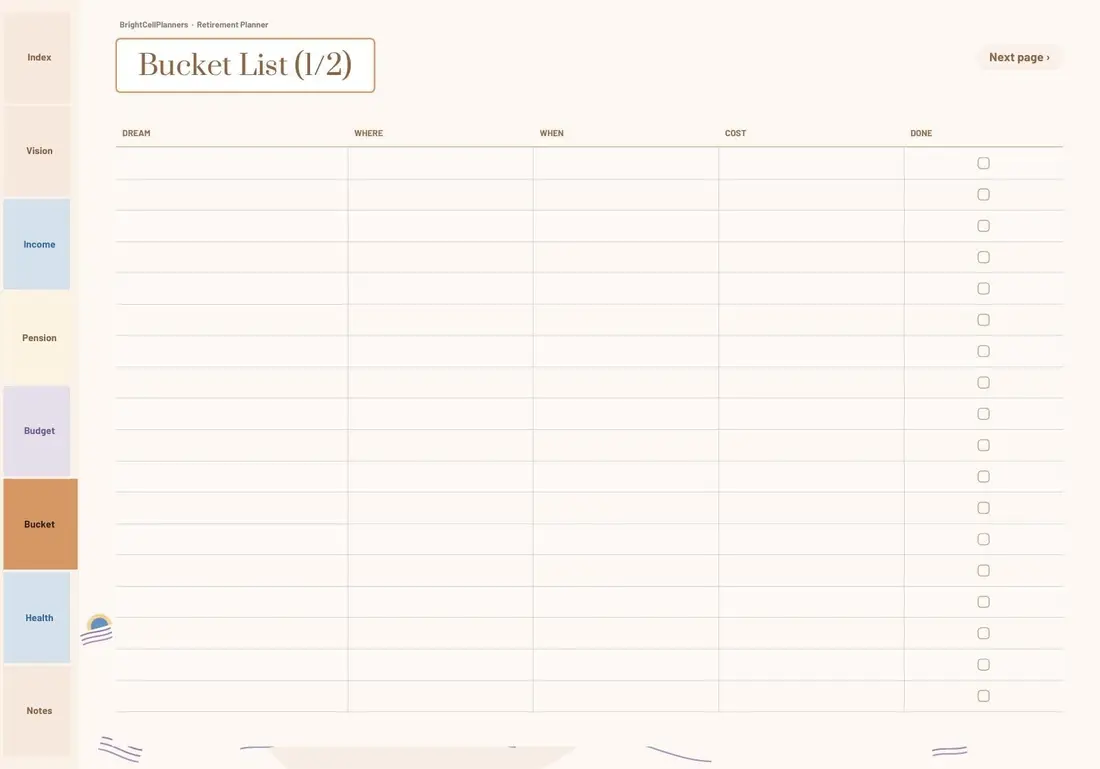 BrightCellPlanners · Retirement Planner
Bucket List (1/2)
Next page ›
Index
Vision
Income
Pension
Budget
Bucket
Health
Notes
DREAM WHERE WHEN COST DONE